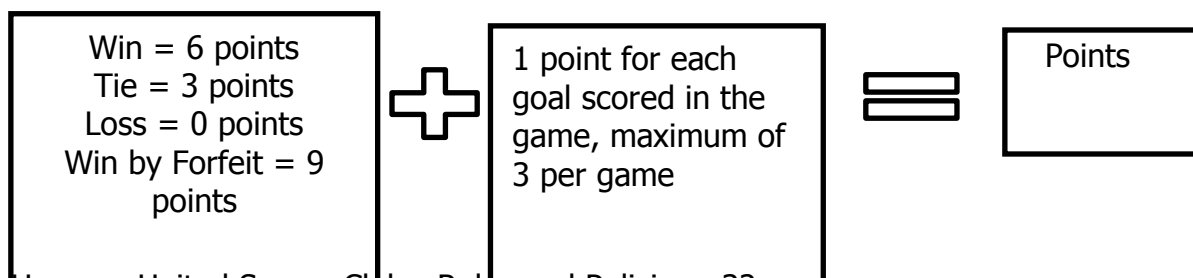 Win = 6 points
Tie = 3 points
Loss = 0 points
Win by Forfeit = 9
points
1 point for each
goal scored in the
game, maximum of
3 per game
Points
United